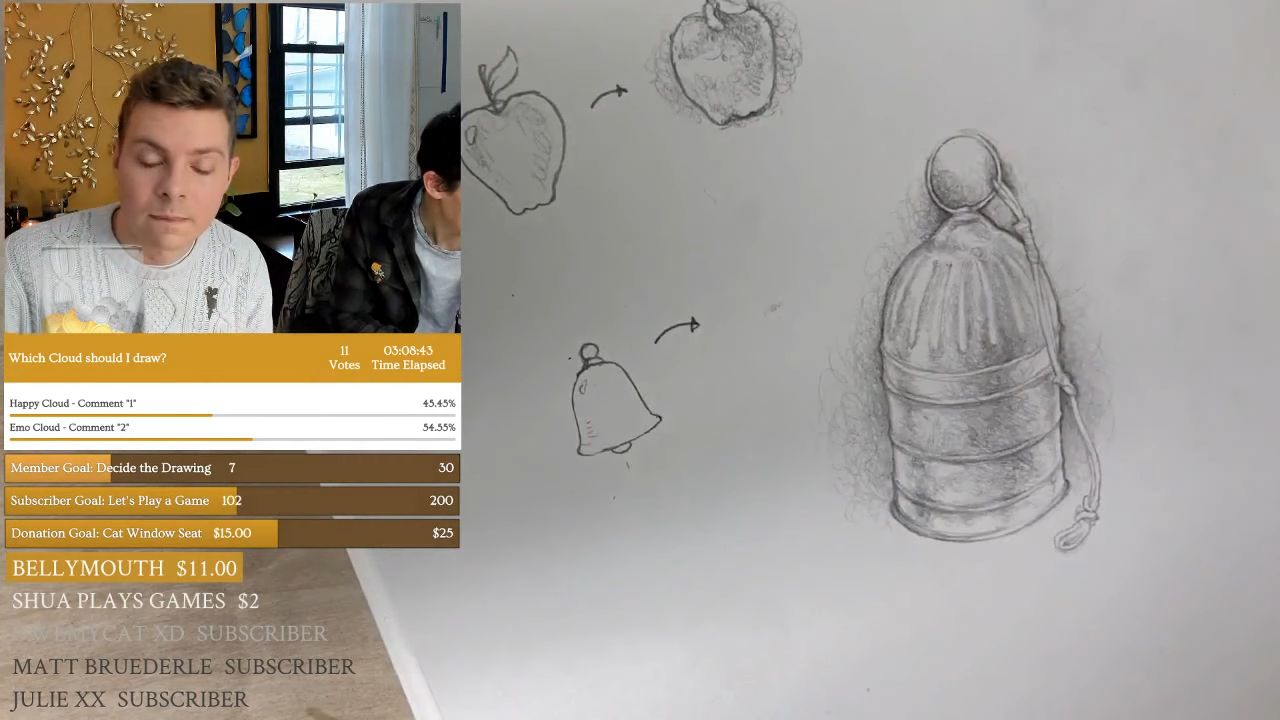 Which Cloud should I draw?
11
Votes
03:08:43
Time Elapsed
Happy Cloud - Comment "1"
45.45%
Emo Cloud - Comment "2"
54.55%
Member Goal: Decide the Drawing 7 30
Subscriber Goal: Let's Play a Game 102 200
Donation Goal: Cat Window Seat $15.00 $25
BELLYMOUTH $11.00
SHUA PLAYS GAMES $2
XD SUBSCRIBER
MATT BRUEDERLE SUBSCRIBER
JULIE XX SUBSCRIBER